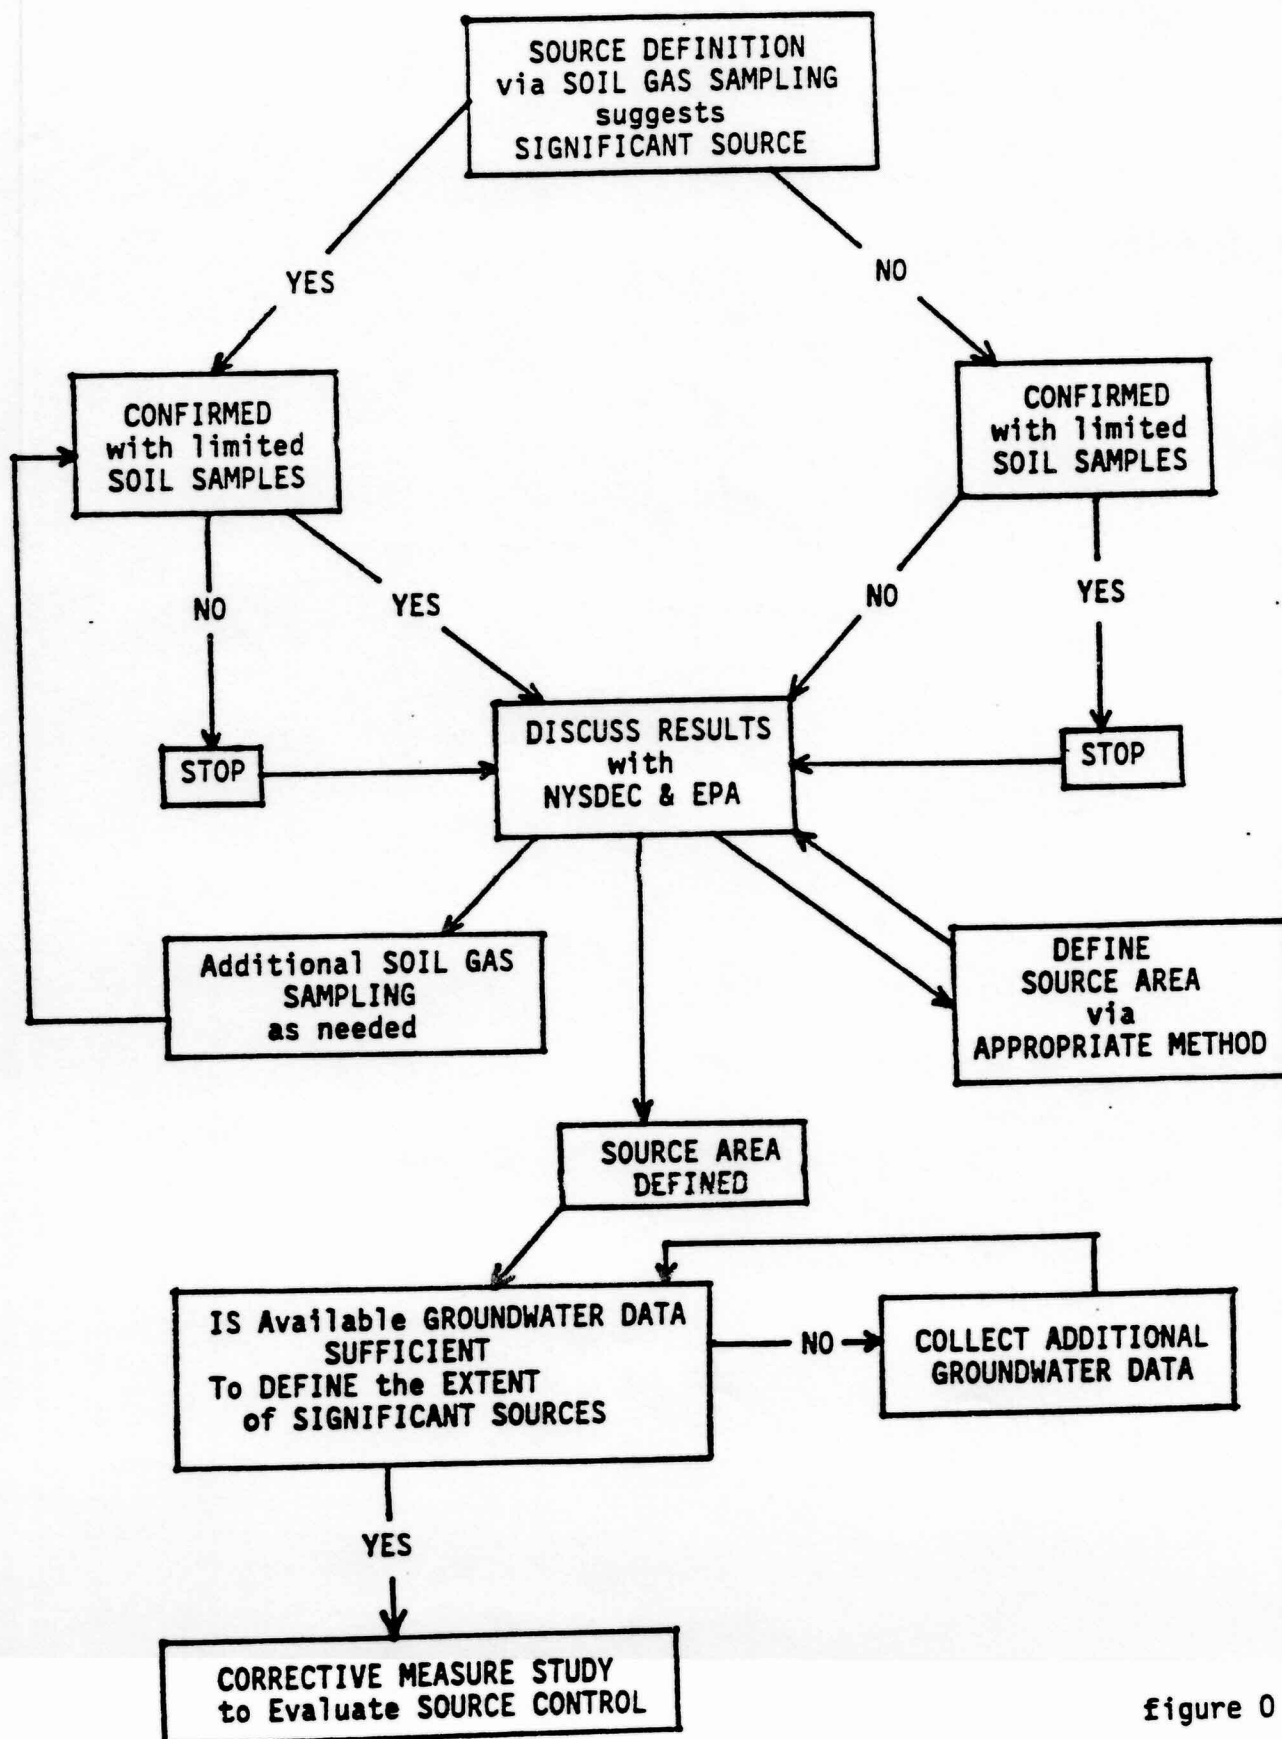 SOURCE DEFINITION
via SOIL GAS SAMPLING
suggests
SIGNIFICANT SOURCE
YES
NO
CONFIRMED
with limited
SOIL SAMPLES
CONFIRMED
with limited
SOIL SAMPLES
NO
YES
NO
YES
STOP
DISCUSS RESULTS
with
NYSDEC & EPA
STOP
Additional SOIL GAS
SAMPLING
as needed
DEFINE
SOURCE AREA
via
APPROPRIATE METHOD
SOURCE AREA
DEFINED
IS Available GROUNDWATER DATA
SUFFICIENT
To DEFINE the EXTENT
of SIGNIFICANT SOURCES
NO
COLLECT ADDITIONAL
GROUNDWATER DATA
YES
CORRECTIVE MEASURE STUDY
to Evaluate SOURCE CONTROL
figure 0